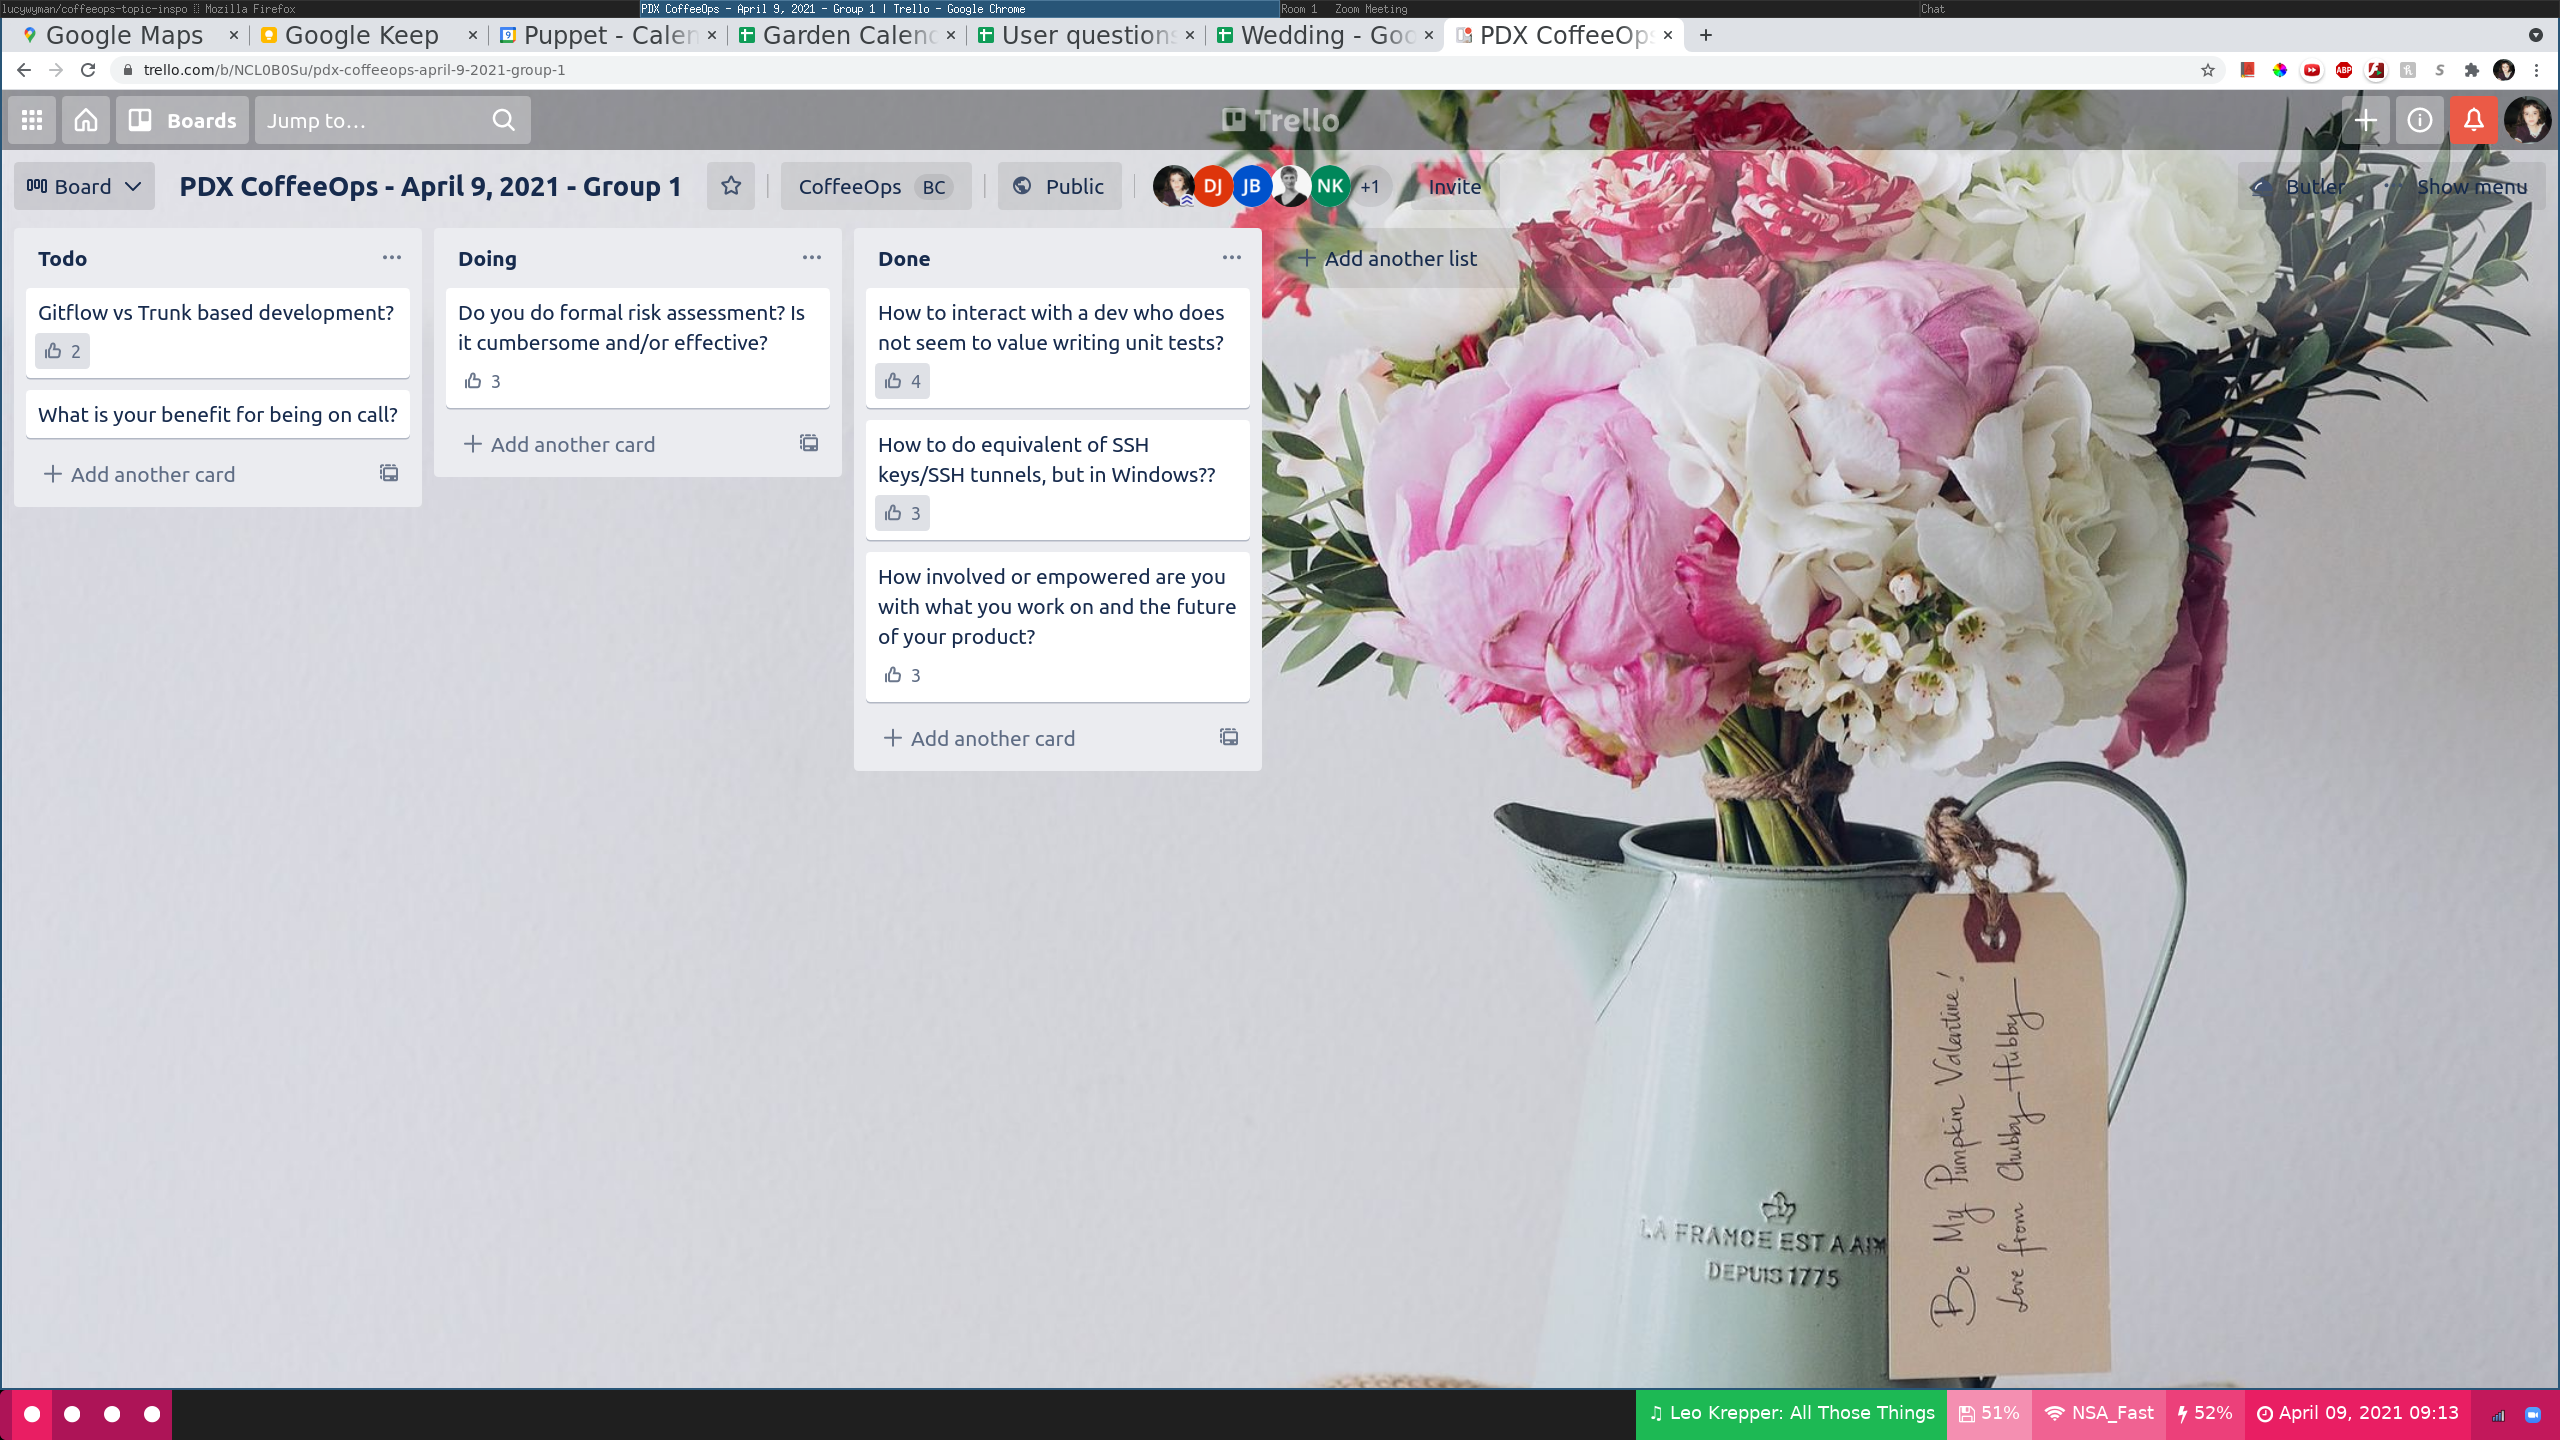 lucywyman/coffeeops-topic-inspo Mozilla Firefox
PDX CoffeeOps - April 9, 2021 - Group 1 | Trello - Google Chrome
Room 1 Zoom Meeting
Chat
Google Maps
Google Keep
Puppet - Calen
Garden Calenc
User questions
Wedding - Goo
PDX CoffeeOps
trello.com/b/NCL0B0Su/pdx-coffeeops-april-9-2021-group-1
ABP
Boards
Jump to...
Trello
Board
PDX CoffeeOps - April 9, 2021 - Group 1
CoffeeOps BC
Public
DJ
JB
NK
+1
Invite
Butler
Show menu
Todo
Gitflow vs Trunk based development?
2
What is your benefit for being on call?
+ Add another card
Doing
Do you do formal risk assessment? Is
it cumbersome and/or effective?
3
+ Add another card
Done
How to interact with a dev who does
not seem to value writing unit tests?
4
How to do equivalent of SSH
keys/SSH tunnels, but in Windows??
3
How involved or empowered are you
with what you work on and the future
of your product?
3
+ Add another card
+ Add another list
Be My Pumpkin Valentine!
Love from Chubby Hubby
LA FRANCE EST A AIM
DEPUIS 1775
♫ Leo Krepper: All Those Things
51%
NSA_Fast
52%
April 09, 2021 09:13